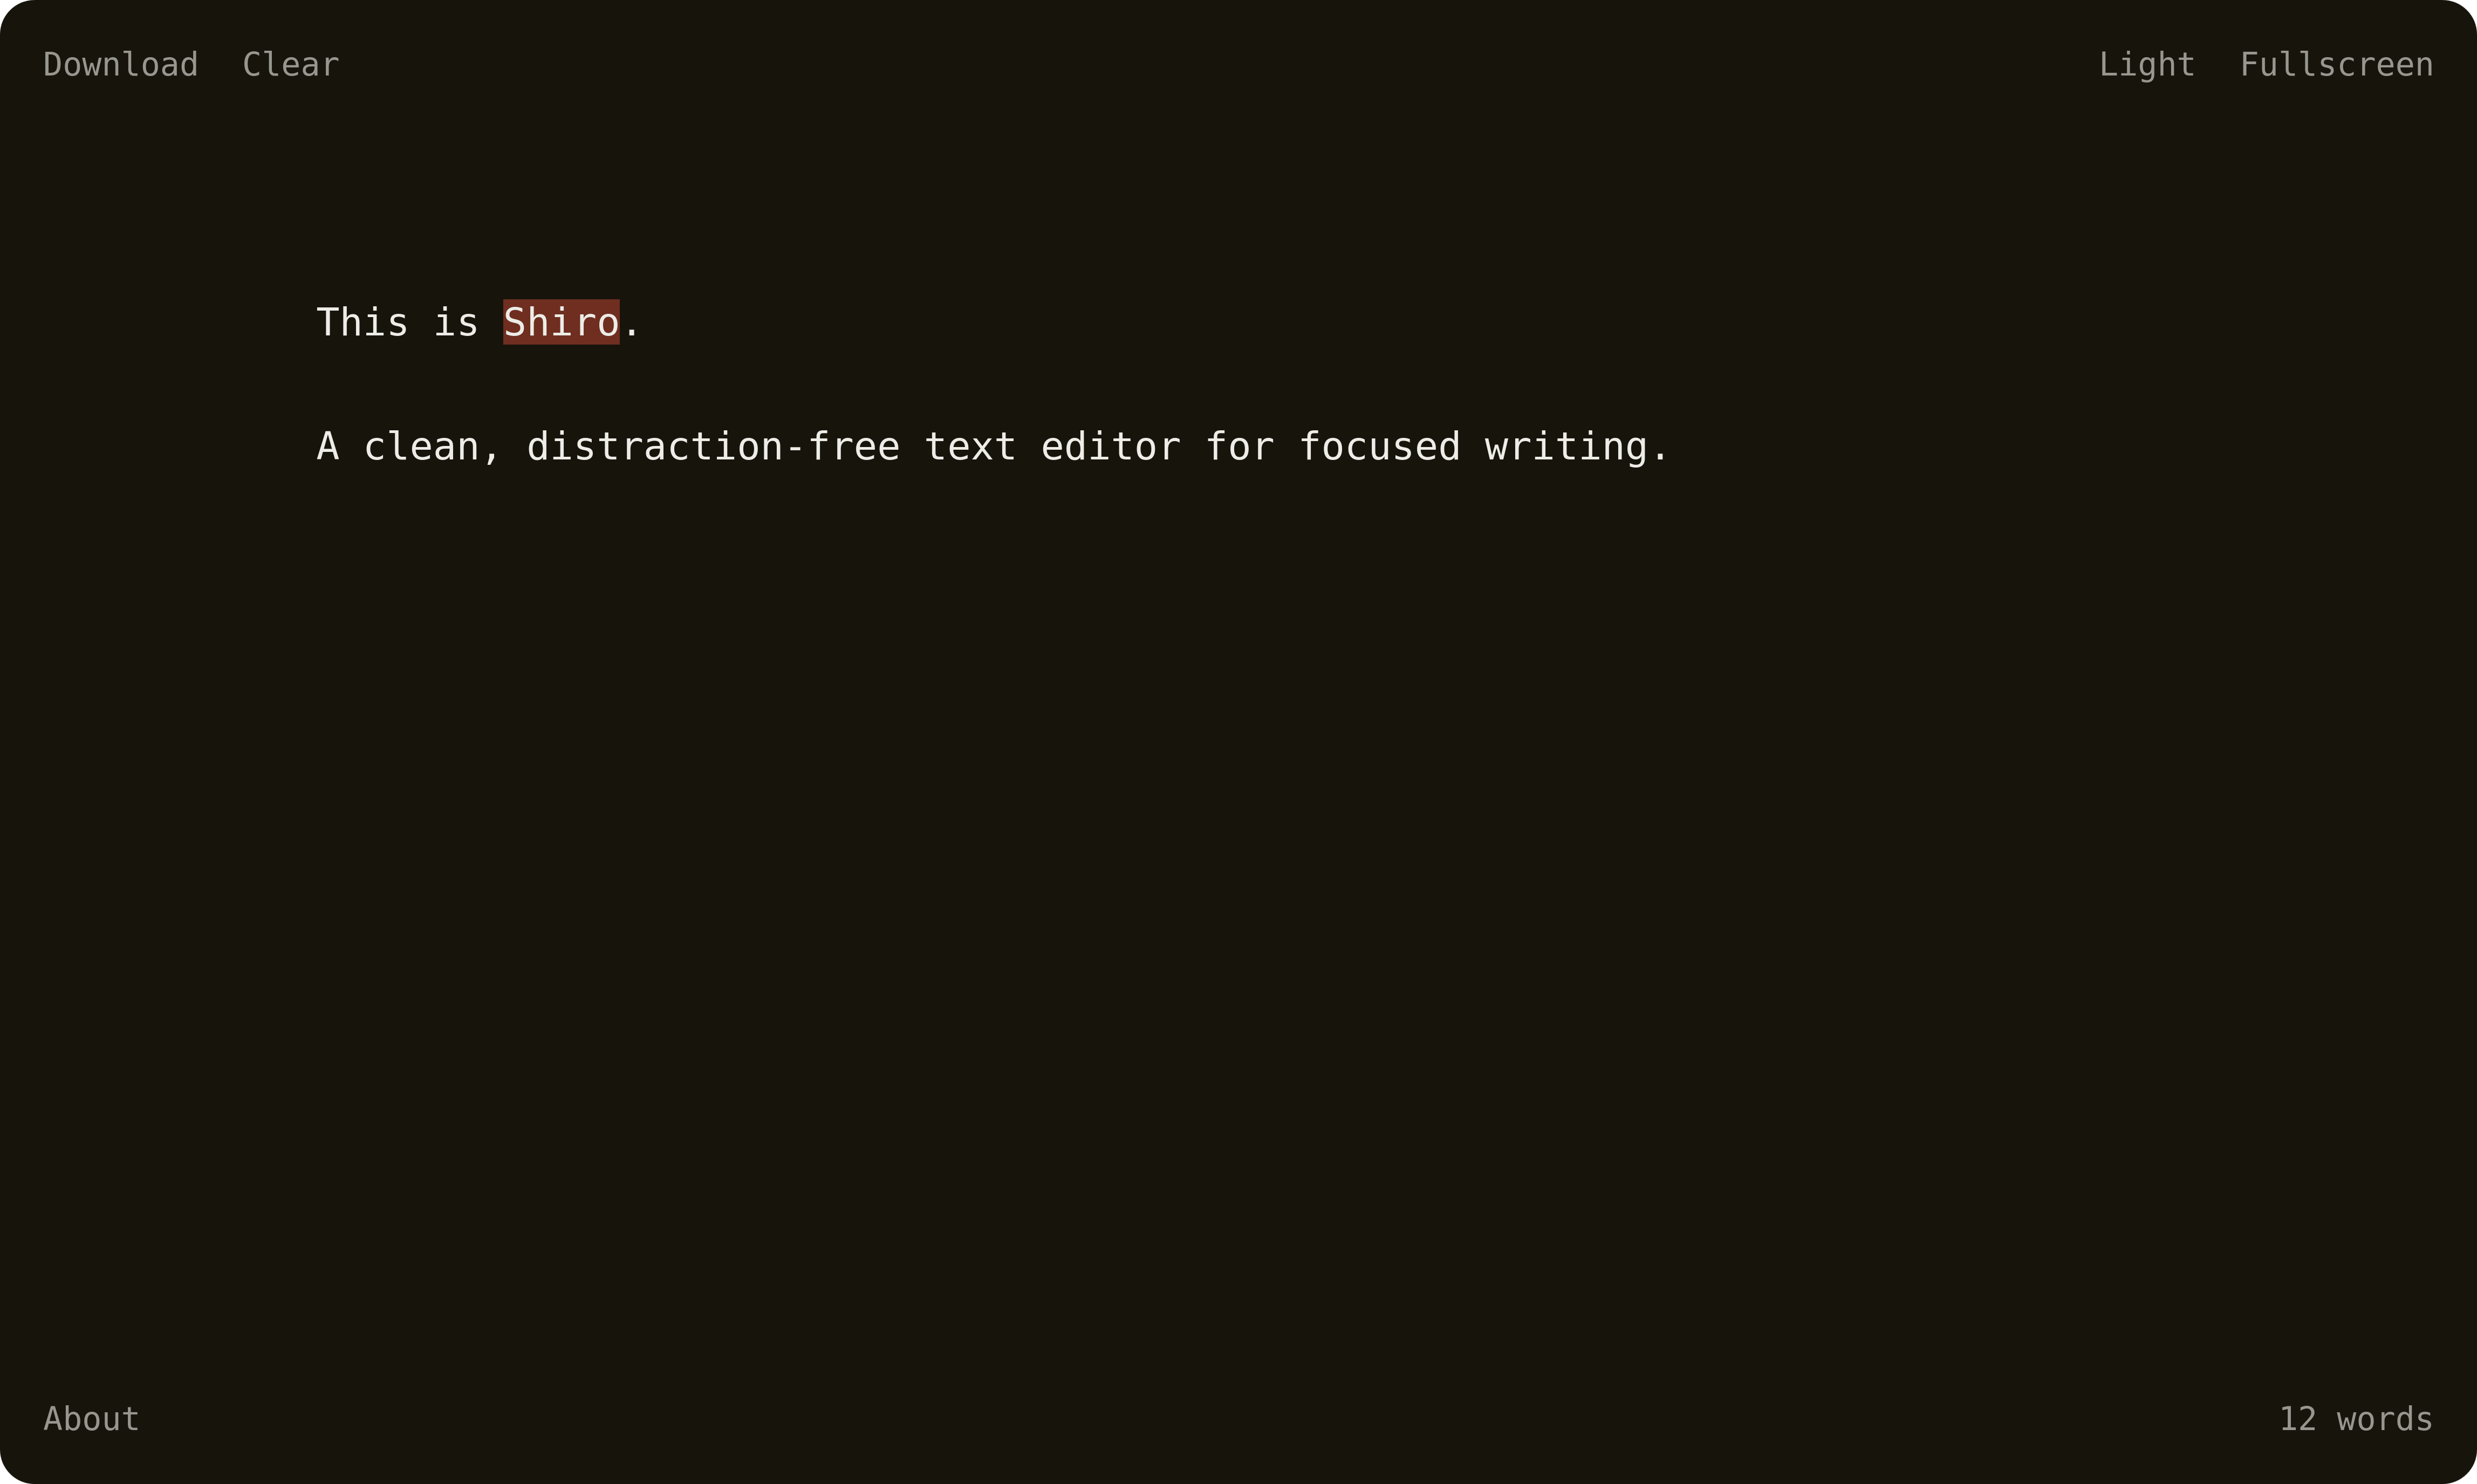 Download Clear Light Fullscreen
This is Shiro.
A clean, distraction-free text editor for focused writing.
About 12 words